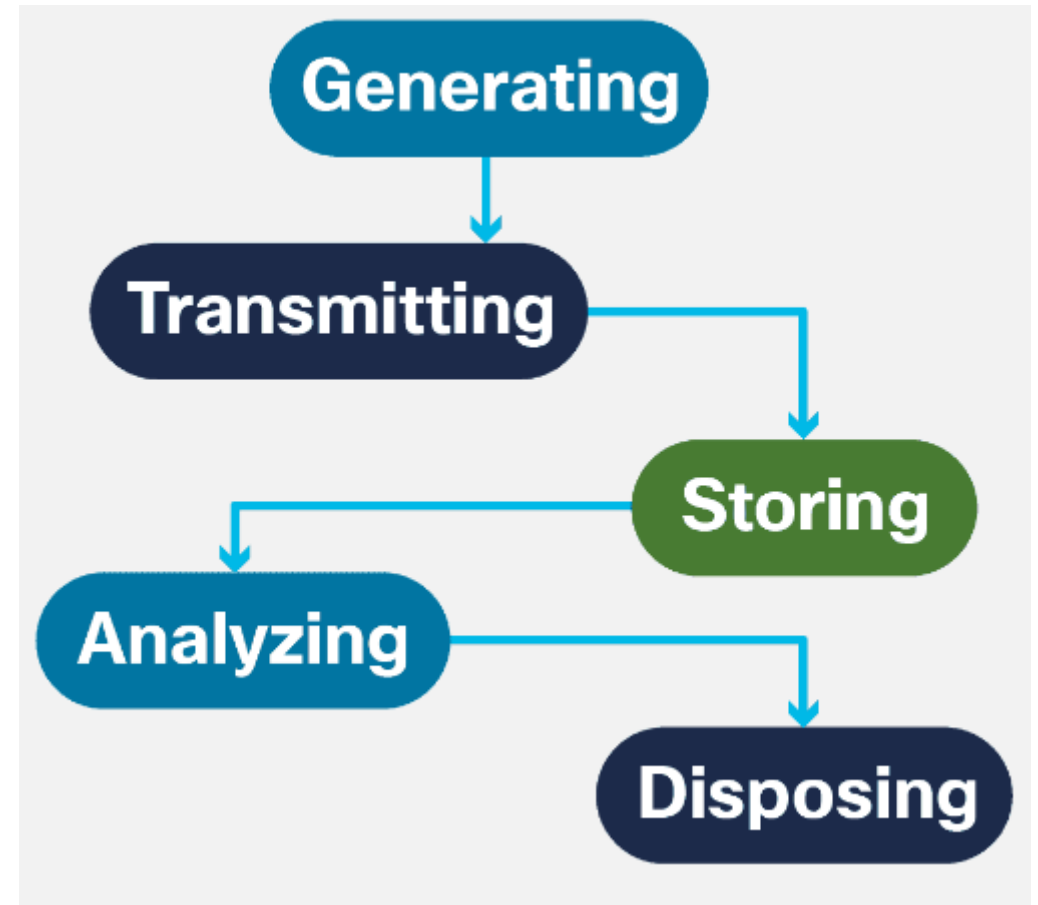 Generating
Transmitting
Storing
Analyzing
Disposing